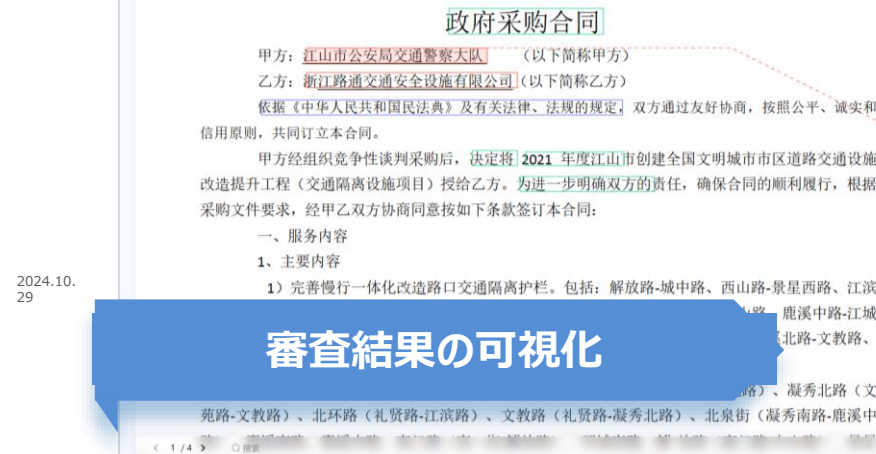 政府采购合同
甲方：江山市公安局交通警察大队 （以下简称甲方）
乙方：浙江路通交通安全设施有限公司（以下简称乙方）
依据《中华人民共和国民法典》及有关法律、法规的规定，双方通过友好协商，按照公平、诚实和
信用原则，共同订立本合同。
甲方经组织竞争性谈判采购后，决定将 2021 年度江山市创建全国文明城市市区道路交通设施
改造提升工程（交通隔离设施项目）授给乙方。为进一步明确双方的责任，确保合同的顺利履行，根据
采购文件要求，经甲乙双方协商同意按如下条款签订本合同：
一、服务内容
1、主要内容
1）完善慢行一体化改造路口交通隔离护栏。包括：解放路-城中路、西山路-景星西路、江滨
2024.10.
29
路、鹿溪中路-江城
北路-文教路、
審査結果の可視化
路）、凝秀北路（文
苑路-文教路）、北环路（礼贤路-江滨路）、文教路（礼贤路-凝秀北路）、北泉街（凝秀南路-鹿溪中
< 1/4 > 搜索